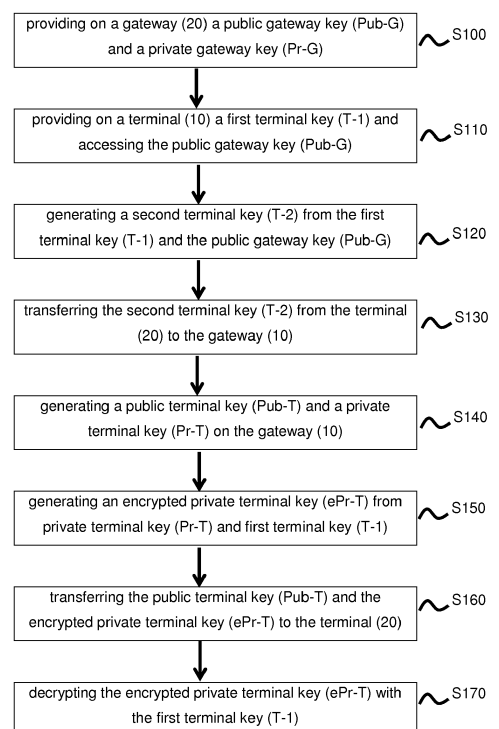 providing on a gateway (20) a public gateway key (Pub-G)
and a private gateway key (Pr-G)
S100
providing on a terminal (10) a first terminal key (T-1) and
accessing the public gateway key (Pub-G)
S110
generating a second terminal key (T-2) from the first
terminal key (T-1) and the public gateway key (Pub-G)
S120
transferring the second terminal key (T-2) from the terminal
(20) to the gateway (10)
S130
generating a public terminal key (Pub-T) and a private
terminal key (Pr-T) on the gateway (10)
S140
generating an encrypted private terminal key (ePr-T) from
private terminal key (Pr-T) and first terminal key (T-1)
S150
transferring the public terminal key (Pub-T) and the
encrypted private terminal key (ePr-T) to the terminal (20)
S160
decrypting the encrypted private terminal key (ePr-T) with
the first terminal key (T-1)
S170